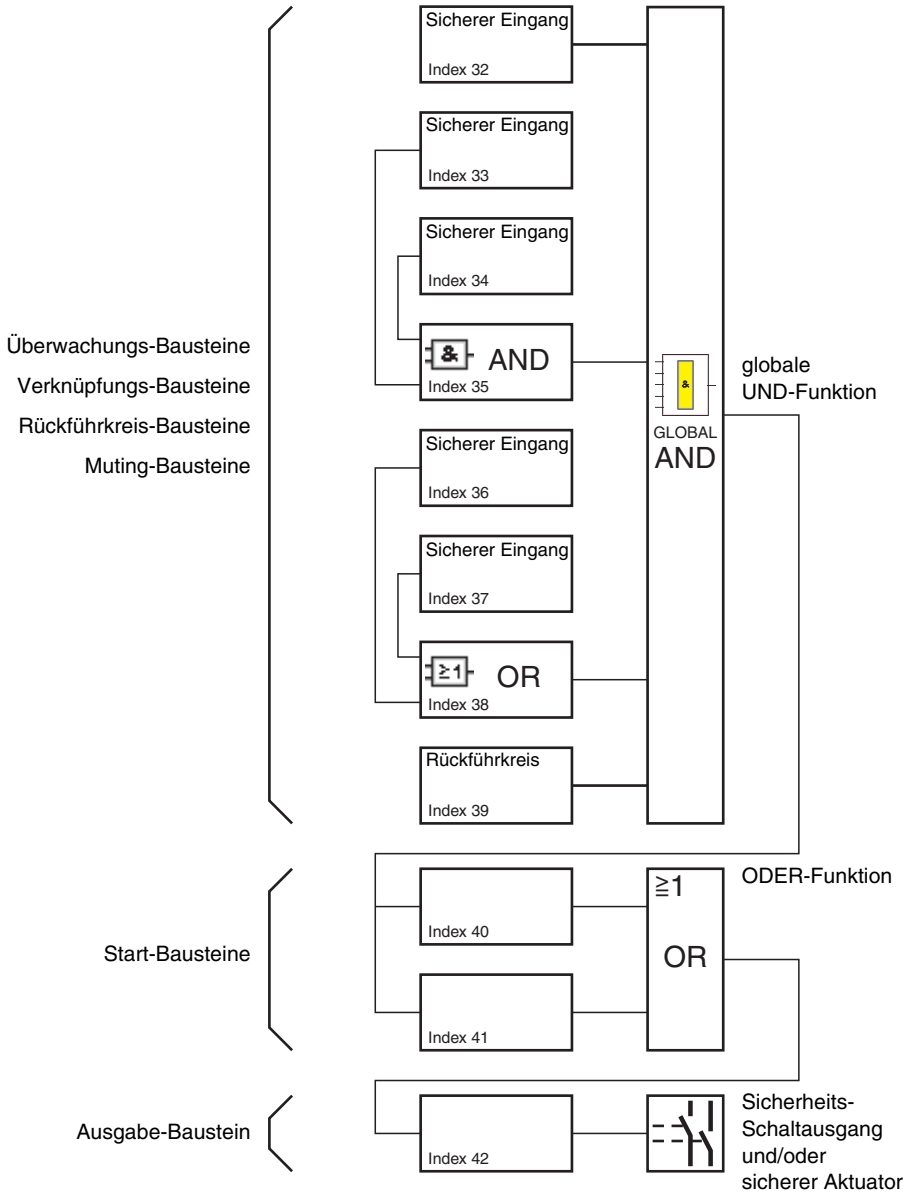 Sicherer Eingang
Index 32
Sicherer Eingang
Index 33
Sicherer Eingang
Index 34
Überwachungs-Bausteine
Verknüpfungs-Bausteine
Rückführkreis-Bausteine
Muting-Bausteine
&
AND
Index 35
&
GLOBAL
AND
globale
UND-Funktion
Sicherer Eingang
Index 36
Sicherer Eingang
Index 37
≧1
OR
Index 38
Rückführkreis
Index 39
Start-Bausteine
Index 40
Index 41
≧1
OR
ODER-Funktion
Ausgabe-Baustein
Index 42
Sicherheits-
Schaltausgang
und/oder
sicherer Aktuator